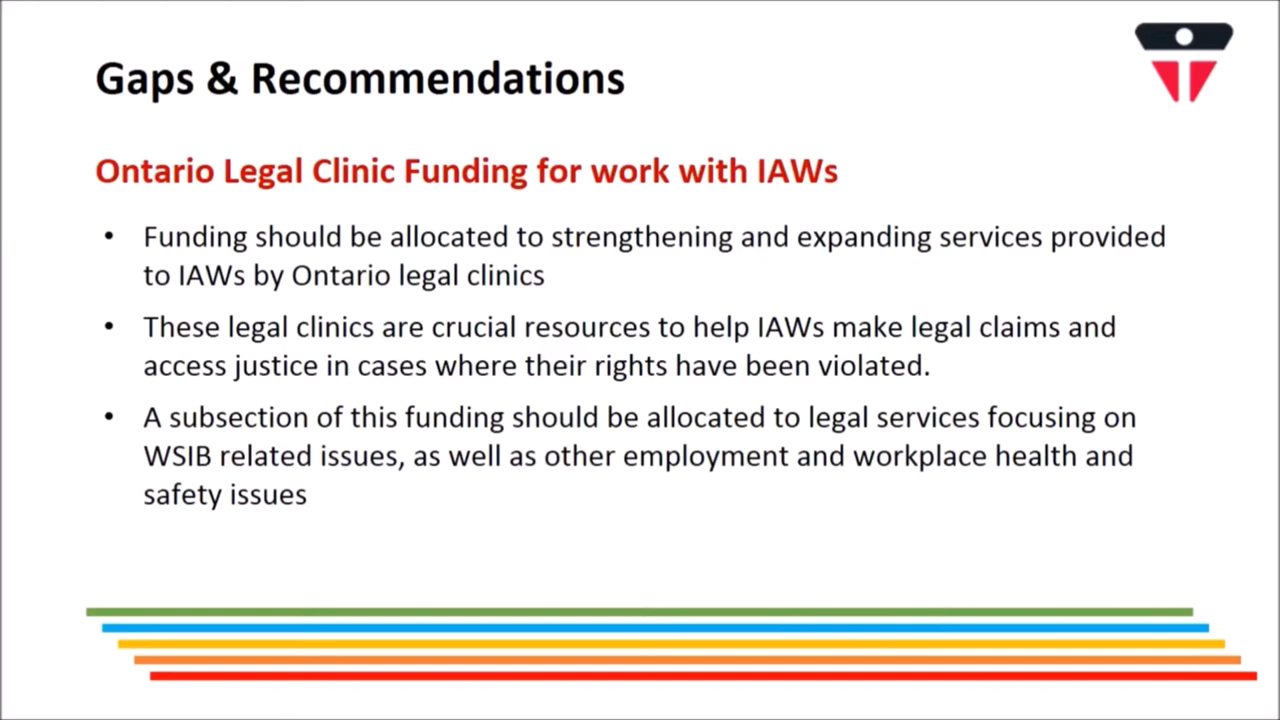 Gaps & Recommendations
Ontario Legal Clinic Funding for work with IAWs
• Funding should be allocated to strengthening and expanding services provided
to IAWs by Ontario legal clinics
• These legal clinics are crucial resources to help IAWs make legal claims and
access justice in cases where their rights have been violated.
• A subsection of this funding should be allocated to legal services focusing on
WSIB related issues, as well as other employment and workplace health and
safety issues